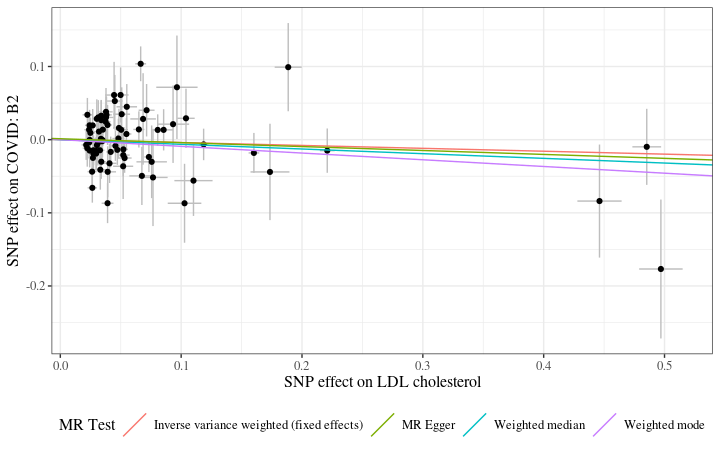 SNP effect on COVID: B2
0.1
0.0
-0.1
-0.2
0.0 0.1 0.2 0.3 0.4 0.5
SNP effect on LDL cholesterol
MR Test Inverse variance weighted (fixed effects) MR Egger Weighted median Weighted mode